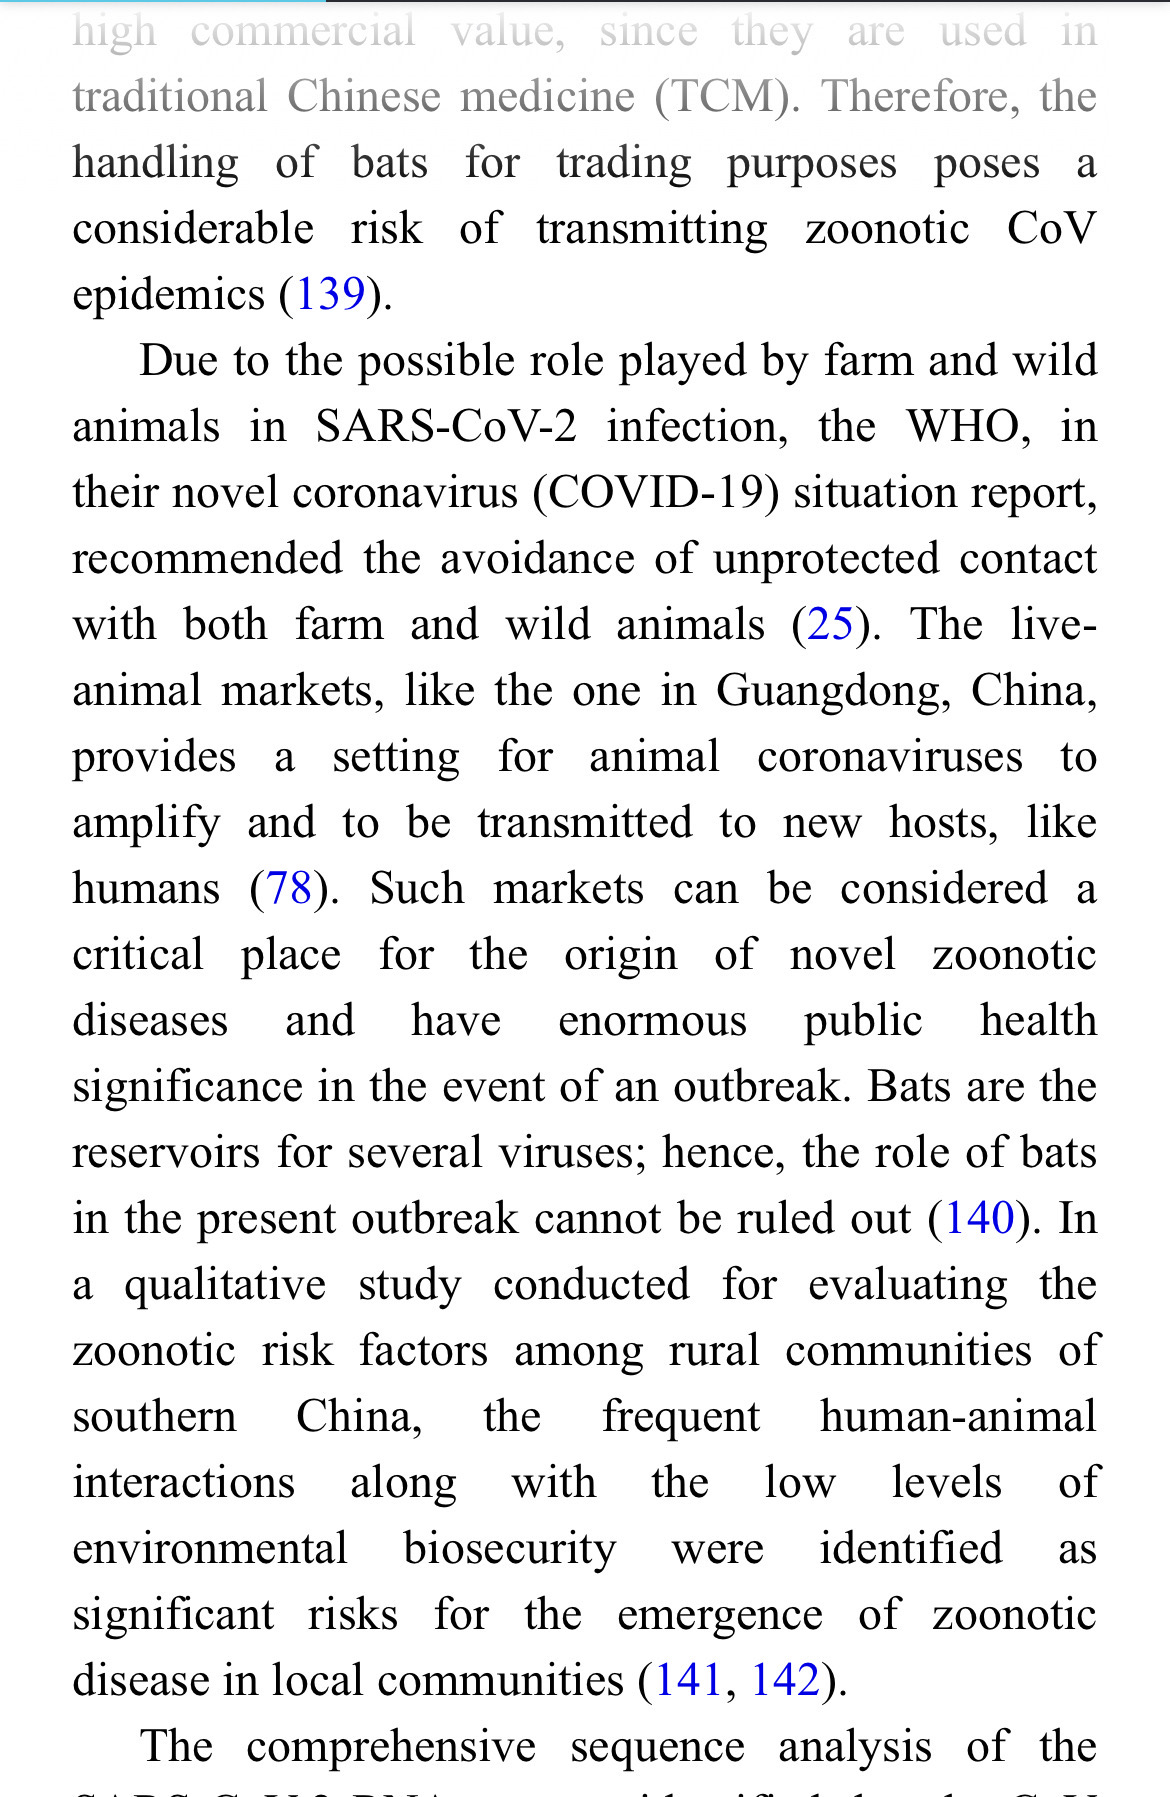 high commercial value, since they are used in
traditional Chinese medicine (TCM). Therefore, the
handling of bats for trading purposes poses a
considerable risk of transmitting zoonotic CoV
epidemics (139).
Due to the possible role played by farm and wild
animals in SARS-CoV-2 infection, the WHO, in
their novel coronavirus (COVID-19) situation report,
recommended the avoidance of unprotected contact
with both farm and wild animals (25). The live-
animal markets, like the one in Guangdong, China,
provides a setting for animal coronaviruses to
amplify and to be transmitted to new hosts, like
humans (78). Such markets can be considered a
critical place for the origin of novel zoonotic
diseases and have enormous public health
significance in the event of an outbreak. Bats are the
reservoirs for several viruses; hence, the role of bats
in the present outbreak cannot be ruled out (140). In
a qualitative study conducted for evaluating the
zoonotic risk factors among rural communities of
southern China, the frequent human-animal
interactions along with the low levels of
environmental biosecurity were identified as
significant risks for the emergence of zoonotic
disease in local communities (141, 142).
The comprehensive sequence analysis of the